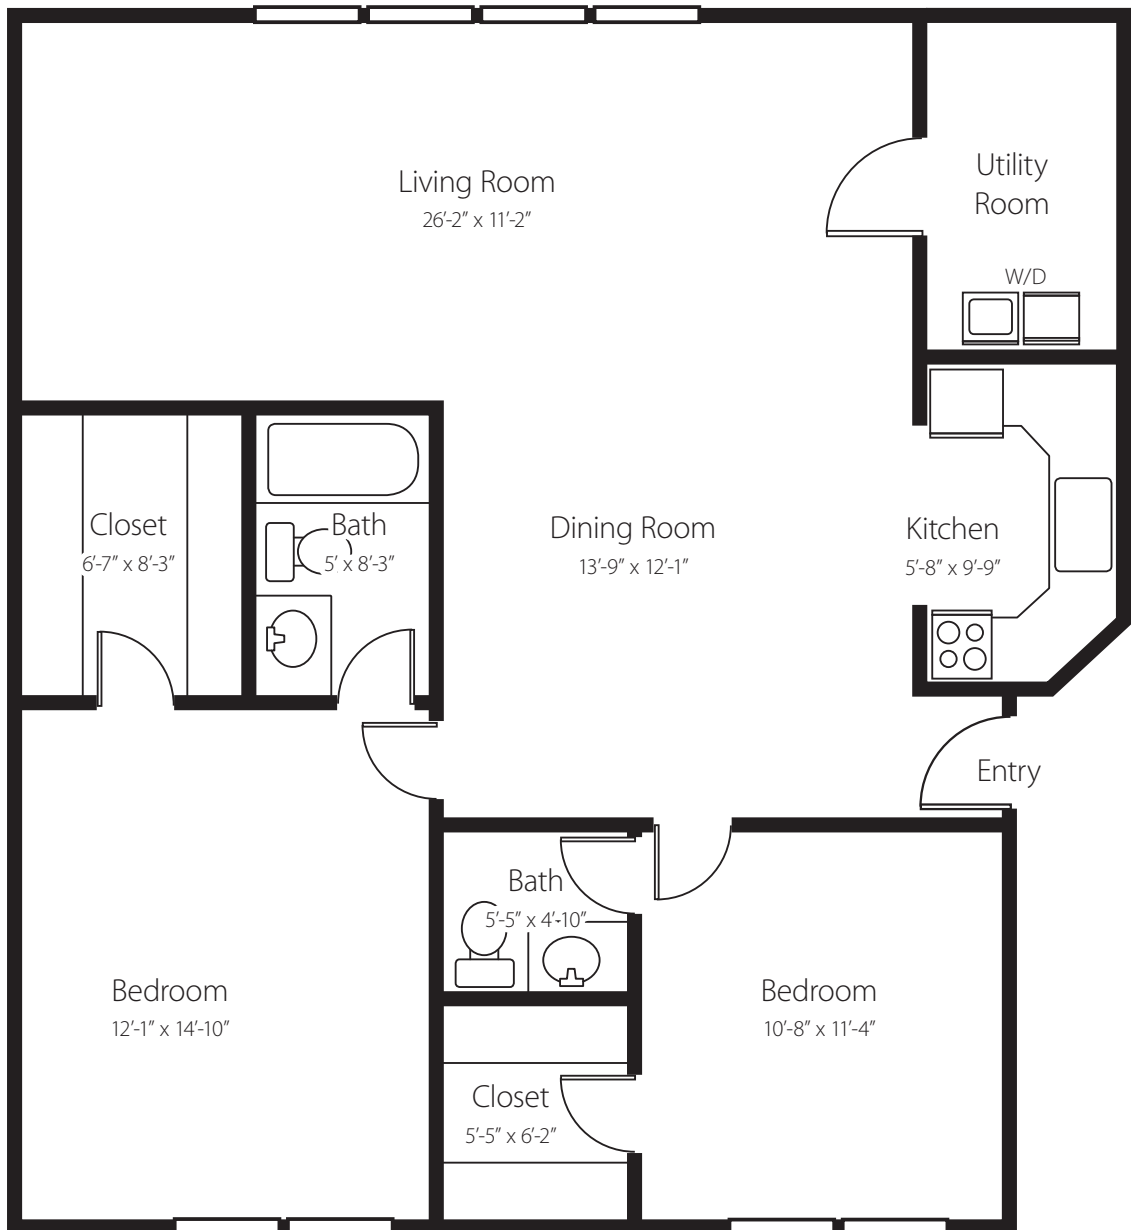 Living Room
26'-2" x 11'-2"
Utility
Room
W/D
Closet
6'-7" x 8'-3"
Bath
5' x 8'-3"
Dining Room
13'-9" x 12'-1"
Kitchen
5'-8" x 9'-9"
Entry
Bath
5'-5" x 4'-10"
Bedroom
12'-1" x 14'-10"
Bedroom
10'-8" x 11'-4"
Closet
5'-5" x 6'-2"